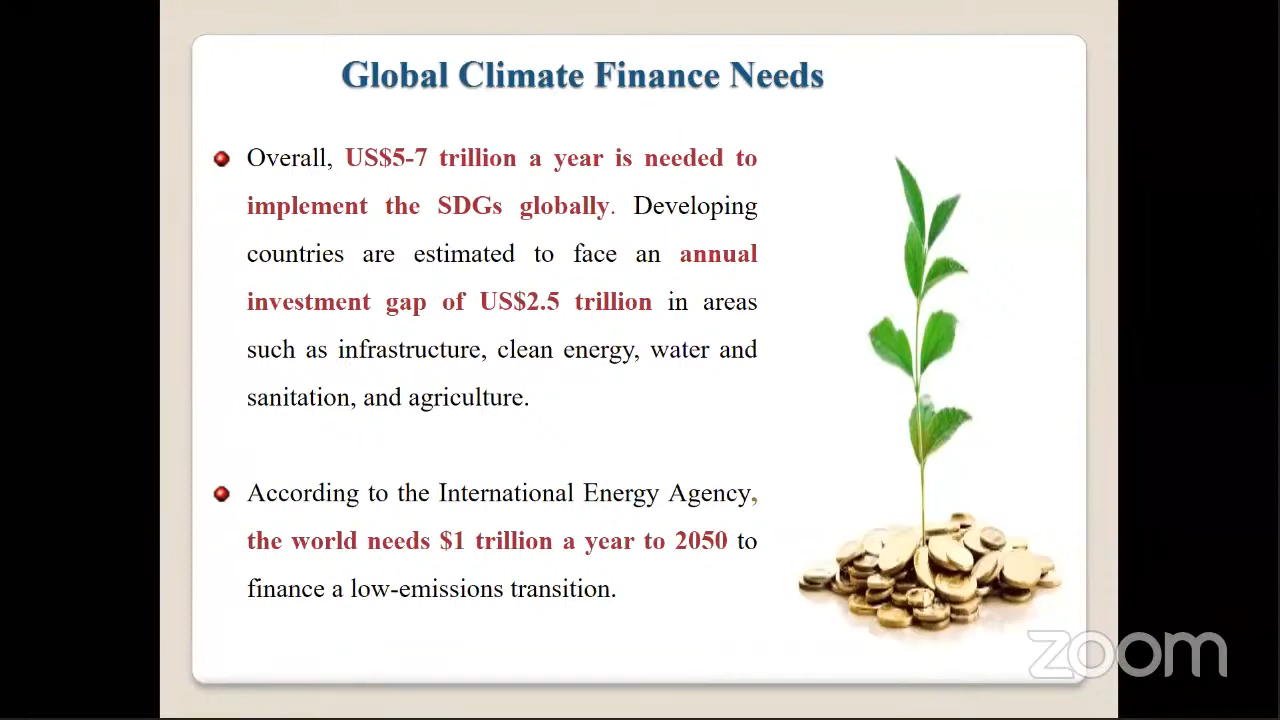 Global Climate Finance Needs
Overall, US$5-7 trillion a year is needed to
implement the SDGs globally. Developing
countries are estimated to face an annual
investment gap of US$2.5 trillion in areas
such as infrastructure, clean energy, water and
sanitation, and agriculture.
According to the International Energy Agency,
the world needs $1 trillion a year to 2050 to
finance a low-emissions transition.
zoom